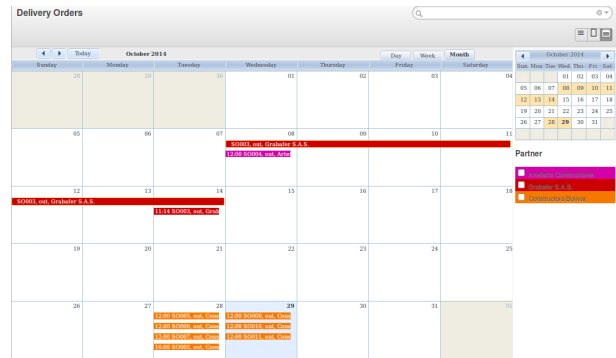 Delivery Orders
Today
October 2014
Day Week Month
Sunday Monday Tuesday Wednesday Thursday Friday Saturday
28 29 30 01 02 03 04
05 06 07 08 09 10 11
SO003, out, Grabafer S.A.S.
12:00 SO004, out, Artef
12 13 14 15 16 17 18
SO003, out, Grabafer S.A.S.
11:14 SO003, out, Grab
19 20 21 22 23 24 25
26 27 28 29 30 31 01
12:00 SO005, out, Cons 12:00 SO009, out, Cons
12:00 SO006, out, Cons 12:00 SO010, out, Cons
12:00 SO007, out, Cons 12:00 SO011, out, Cons
16:00 SO005, out, Cons
October 2014
Sun Mon Tue Wed Thu Fri Sat
01 02 03 04
05 06 07 08 09 10 11
12 13 14 15 16 17 18
19 20 21 22 23 24 25
26 27 28 29 30 31
Partner
Grabafer S.A.S.
Constructora Bolivar